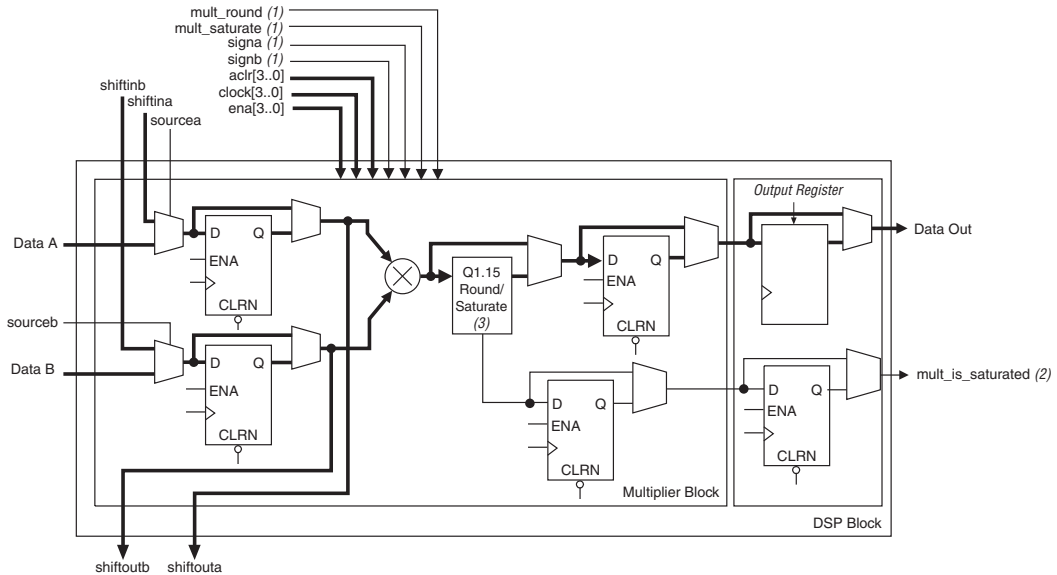 mult_round (1)
mult_saturate (1)
signa (1)
signb (1)
aclr[3..0]
clock[3..0]
ena[3..0]
shiftinb
shiftina
sourcea
Data A
D Q
ENA
CLRN
sourceb
Data B
D Q
ENA
CLRN
Q1.15
Round/
Saturate
(3)
D Q
ENA
CLRN
D Q
ENA
CLRN
Multiplier Block
Output Register
Data Out
D Q
ENA
CLRN
mult_is_saturated (2)
DSP Block
shiftoutb
shiftouta